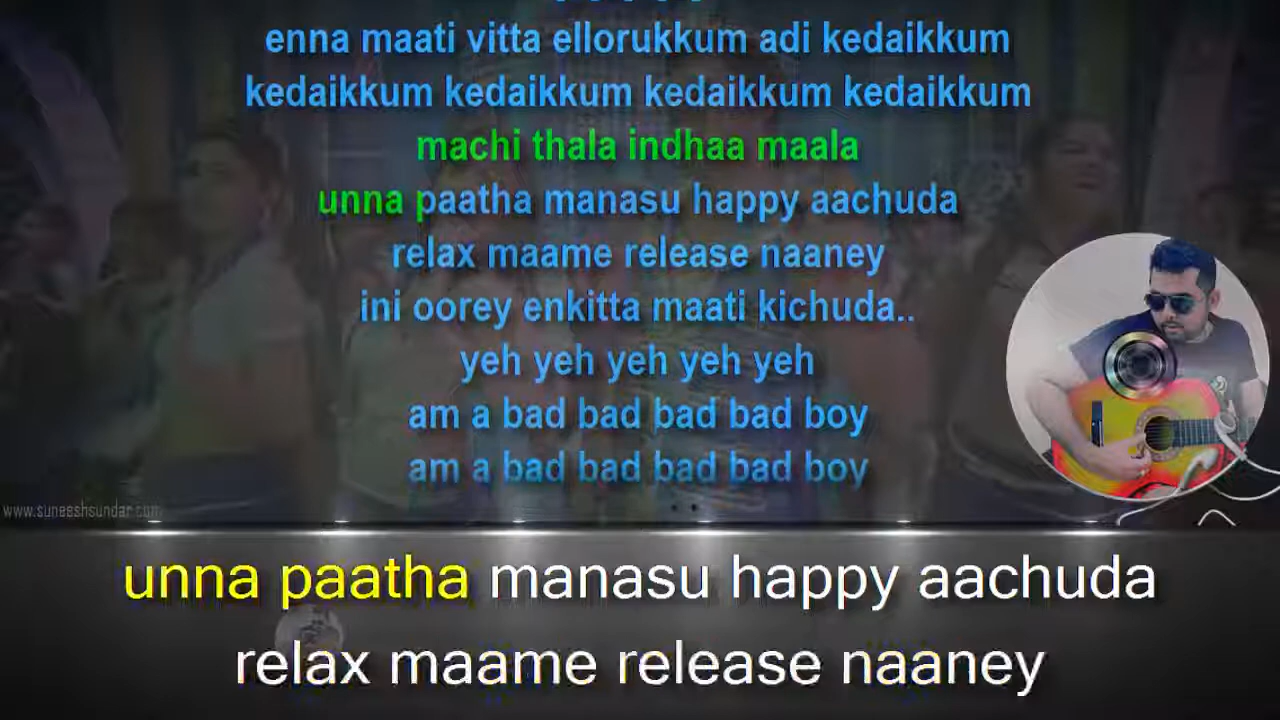 enna maati vitta ellorukkum adi kedaikkum
kedaikkum kedaikkum kedaikkum kedaikkum
machi thala indhaa maala
unna paatha manasu happy aachuda
relax maame release naaney
ini oorey enkitta maati kichuda..
yeh yeh yeh yeh yeh
am a bad bad bad bad boy
am a bad bad bad bad boy
www.suneeshsundar.com
unna paatha manasu happy aachuda
relax maame release naaney